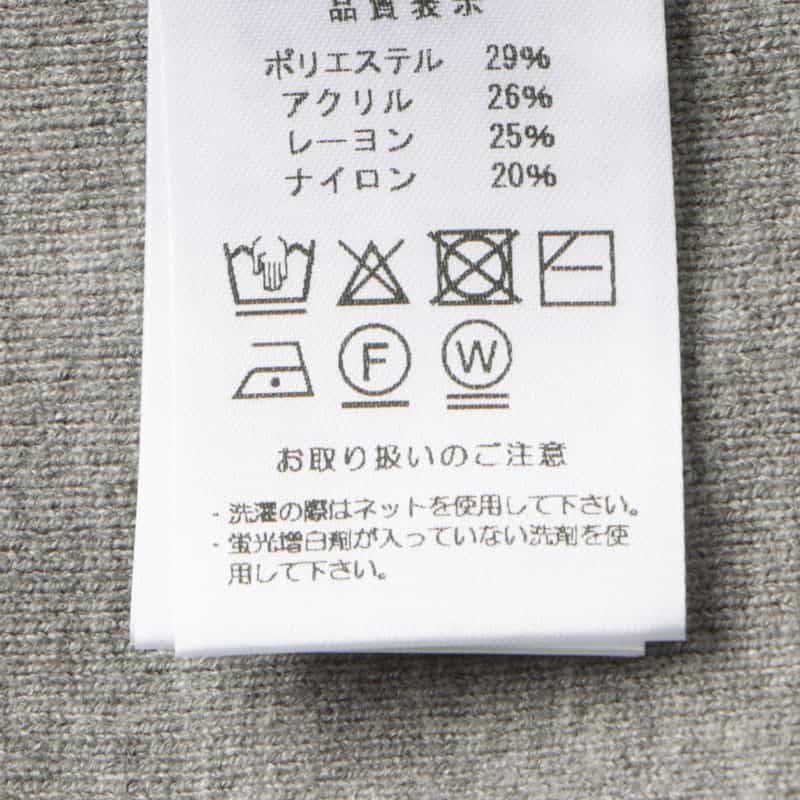 品質表示
ポリエステル 29%
アクリル 26%
レーヨン 25%
ナイロン 20%
F W
お取り扱いのご注意
・洗濯の際はネットを使用して下さい。
・蛍光増白剤が入っていない洗剤を使
用して下さい。